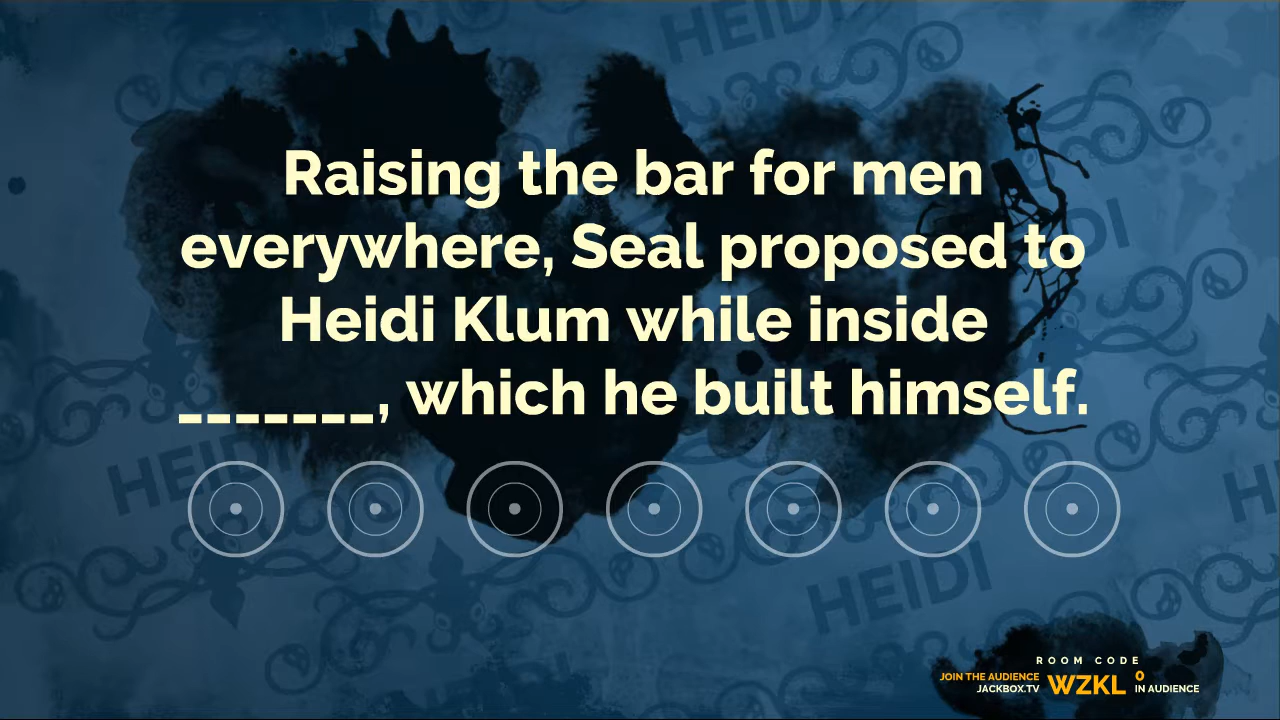 HEIDI
Raising the bar for men
everywhere, Seal proposed to
Heidi Klum while inside
_______, which he built himself.
HEIDI
HEIDI
ROOM CODE
JOIN THE AUDIENCE
JACKBOX.TV
WZKL
0
IN AUDIENCE